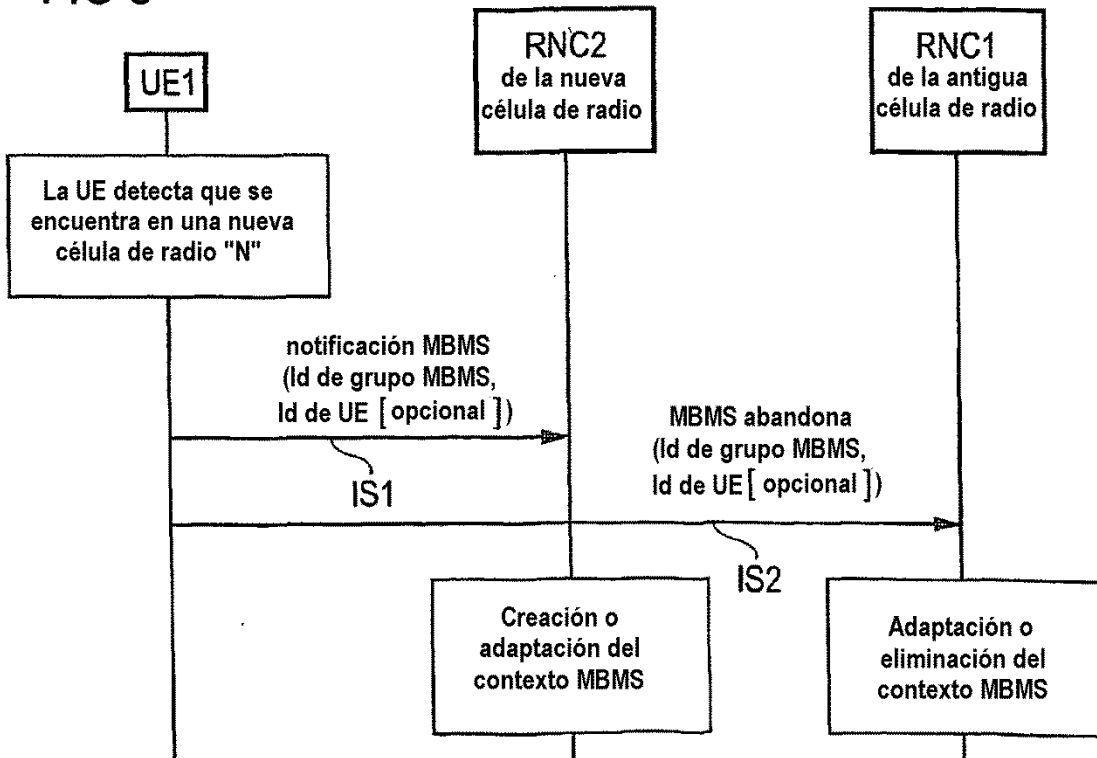 UE1
RNC2
de la nueva
célula de radio
RNC1
de la antigua
célula de radio
La UE detecta que se
encuentra en una nueva
célula de radio "N"
notificación MBMS
(Id de grupo MBMS,
Id de UE [ opcional ])
IS1
MBMS abandona
(Id de grupo MBMS,
Id de UE [ opcional ])
IS2
Creación o
adaptación del
contexto MBMS
Adaptación o
eliminación del
contexto MBMS